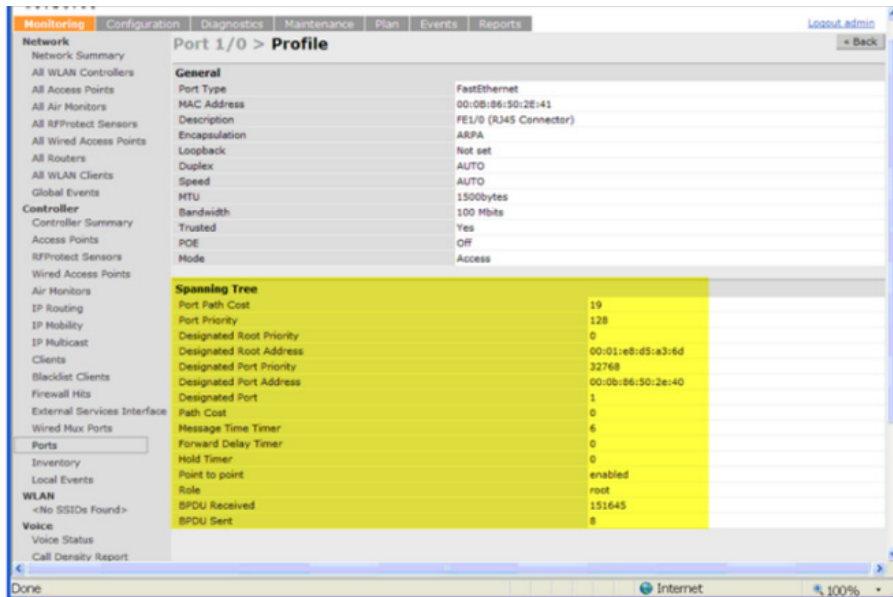 Monitoring Configuration Diagnostics Maintenance Plan Events Reports Logout admin
Network
Network Summary
All WLAN Controllers
All Access Points
All Air Monitors
All RFProtect Sensors
All Wired Access Points
All Routers
All WLAN Clients
Global Events
Controller
Controller Summary
Access Points
RFProtect Sensors
Wired Access Points
Air Monitors
IP Routing
IP Mobility
IP Multicast
Clients
Blacklist Clients
Firewall Hits
External Services Interface
Wired Mux Ports
Ports
Inventory
Local Events
WLAN
<No SSIDs Found>
Voice
Voice Status
Call Density Report
Port 1/0 > Profile
« Back
General
Port Type FastEthernet
MAC Address 00:0B:86:50:2E:41
Description FE1/0 (RJ45 Connector)
Encapsulation ARPA
Loopback Not set
Duplex AUTO
Speed AUTO
MTU 1500bytes
Bandwidth 100 Mbits
Trusted Yes
POE Off
Mode Access
Spanning Tree
Port Path Cost 19
Port Priority 128
Designated Root Priority 0
Designated Root Address 00:01:e8:d5:a3:6d
Designated Port Priority 32768
Designated Port Address 00:0b:86:50:2e:40
Designated Port 1
Path Cost 0
Message Time Timer 6
Forward Delay Timer 0
Hold Timer 0
Point to point enabled
Role root
BPDU Received 151645
BPDU Sent 8
Done Internet 100%